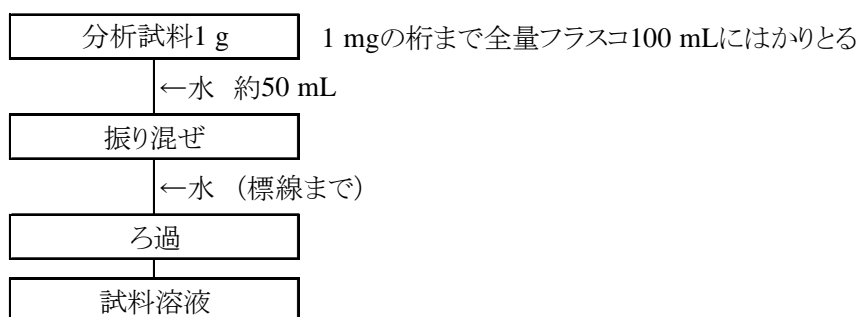 分析試料1 g　1 mgの桁まで全量フラスコ100 mLにはかりとる
←水　約50 mL
振り混ぜ
←水　(標線まで)
ろ過
試料溶液